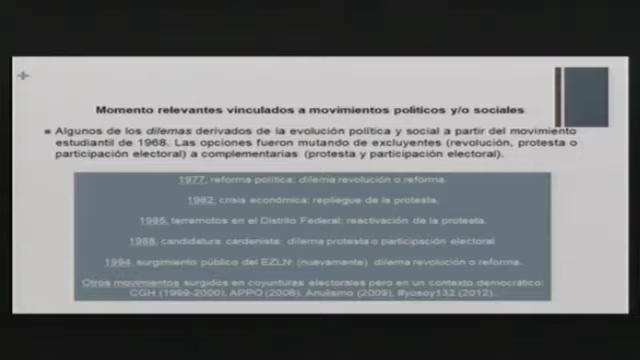 Momento relevantes vinculados a movimientos políticos y/o sociales
Algunos de los dilemas derivados de la evolución política y social a partir del movimiento
estudiantil de 1968. Las opciones fueron mutando de excluyentes (revolución, protesta o
participación electoral) a complementarias (protesta y participación electoral).
1977, reforma política: dilema revolución o reforma.
1982, crisis económica: repliegue de la protesta.
1985, terremotos en el Distrito Federal: reactivación de la protesta.
1988, candidatura cardenista: dilema protesta o participación electoral
1994, surgimiento público del EZLN: (nuevamente) dilema revolución o reforma.
Otros movimientos surgidos en coyunturas electorales pero en un contexto democrático:
CGH (1999-2000), APPO (2006), Anulismo (2009), #yosoy132 (2012).